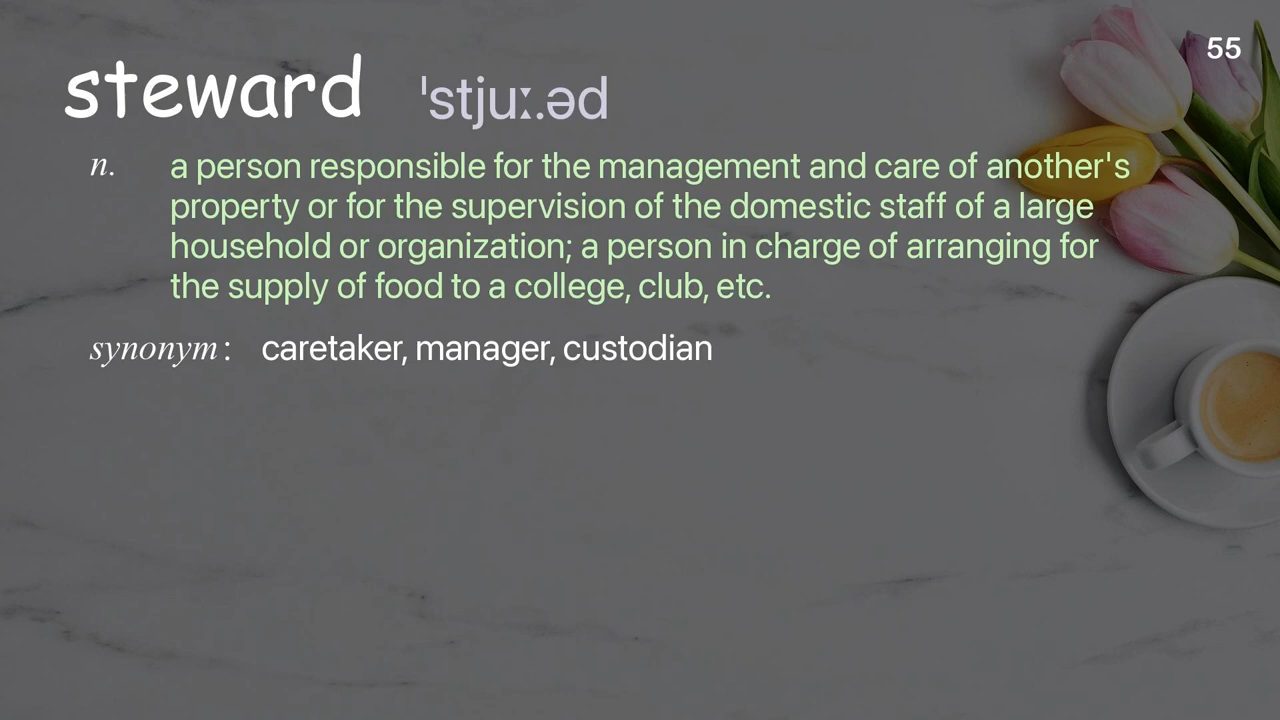 55
steward ˈstjuː.əd
n. a person responsible for the management and care of another's
property or for the supervision of the domestic staff of a large
household or organization; a person in charge of arranging for
the supply of food to a college, club, etc.
synonym : caretaker, manager, custodian